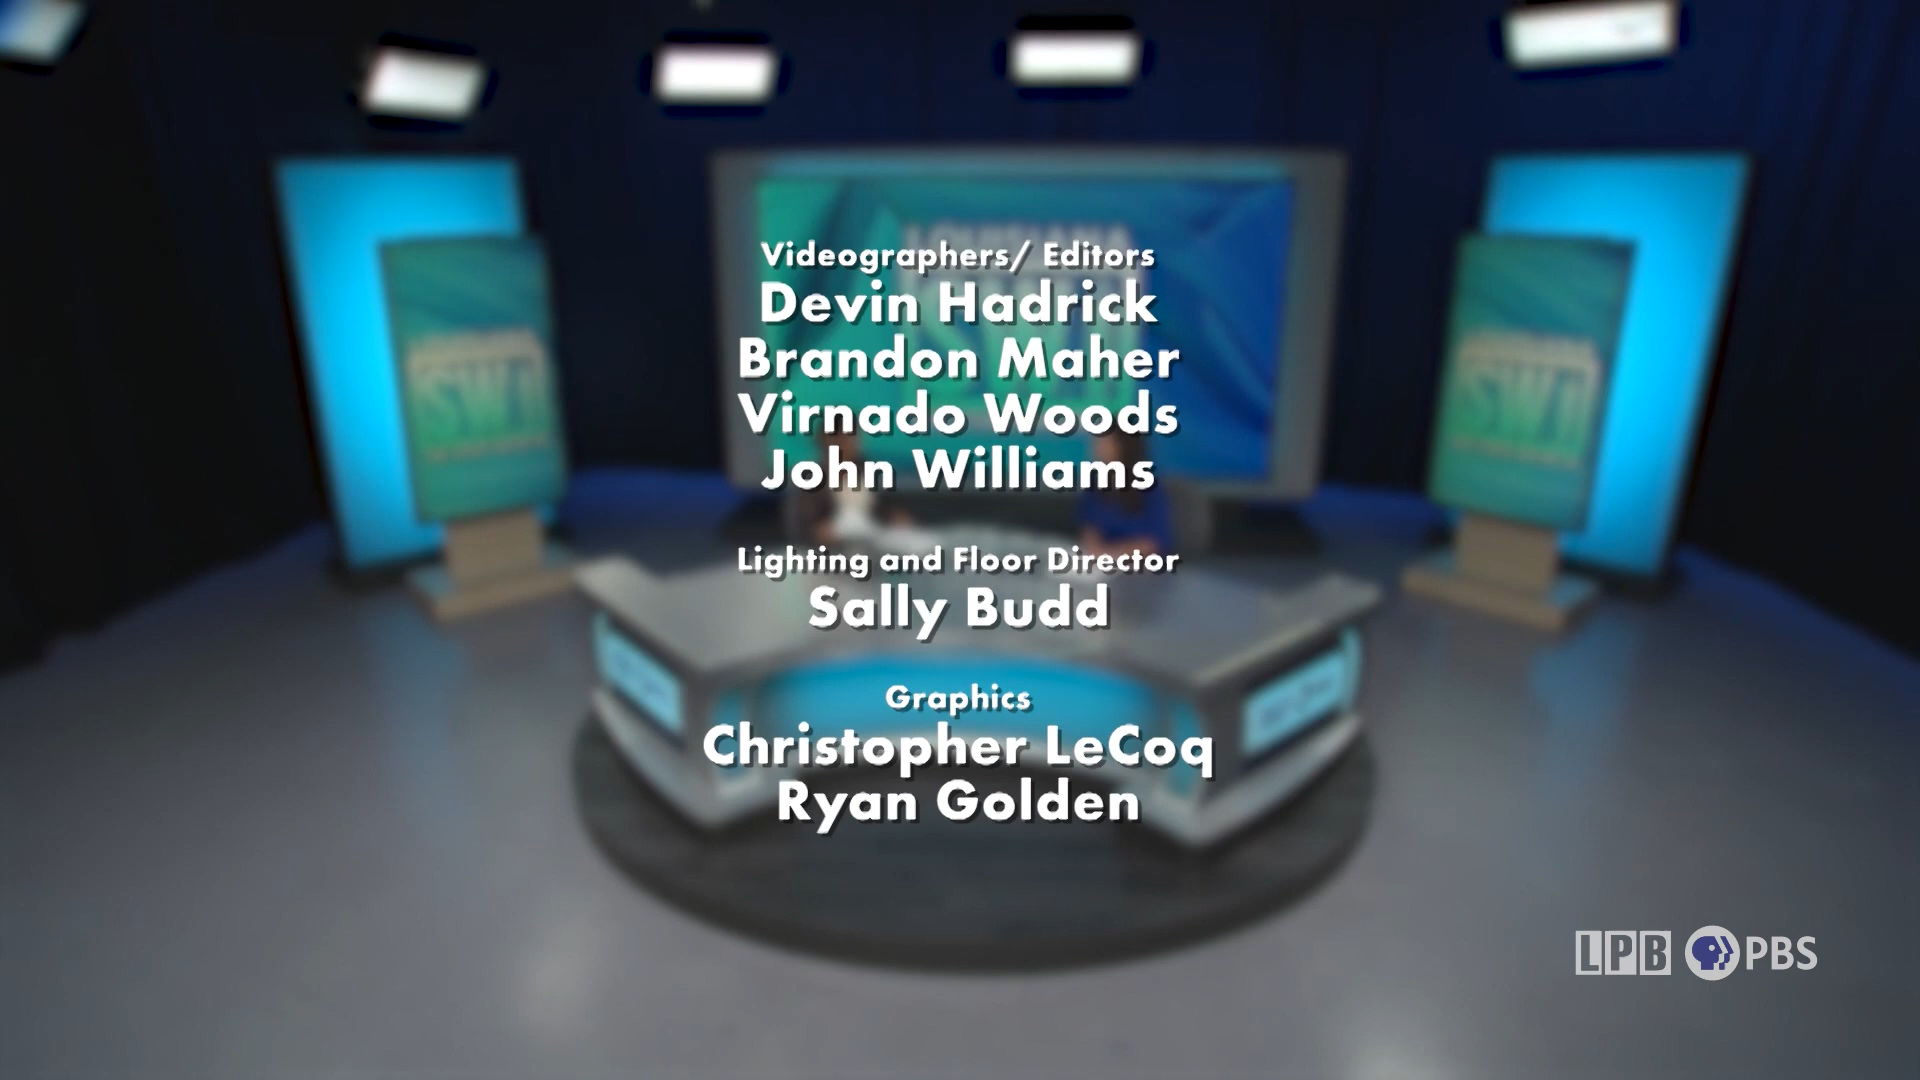 LOUISIANA
Videographers/ Editors
Devin Hadrick
Brandon Maher
Virnado Woods
John Williams
Lighting and Floor Director
Sally Budd
Graphics
Christopher LeCoq
Ryan Golden
LPB PBS